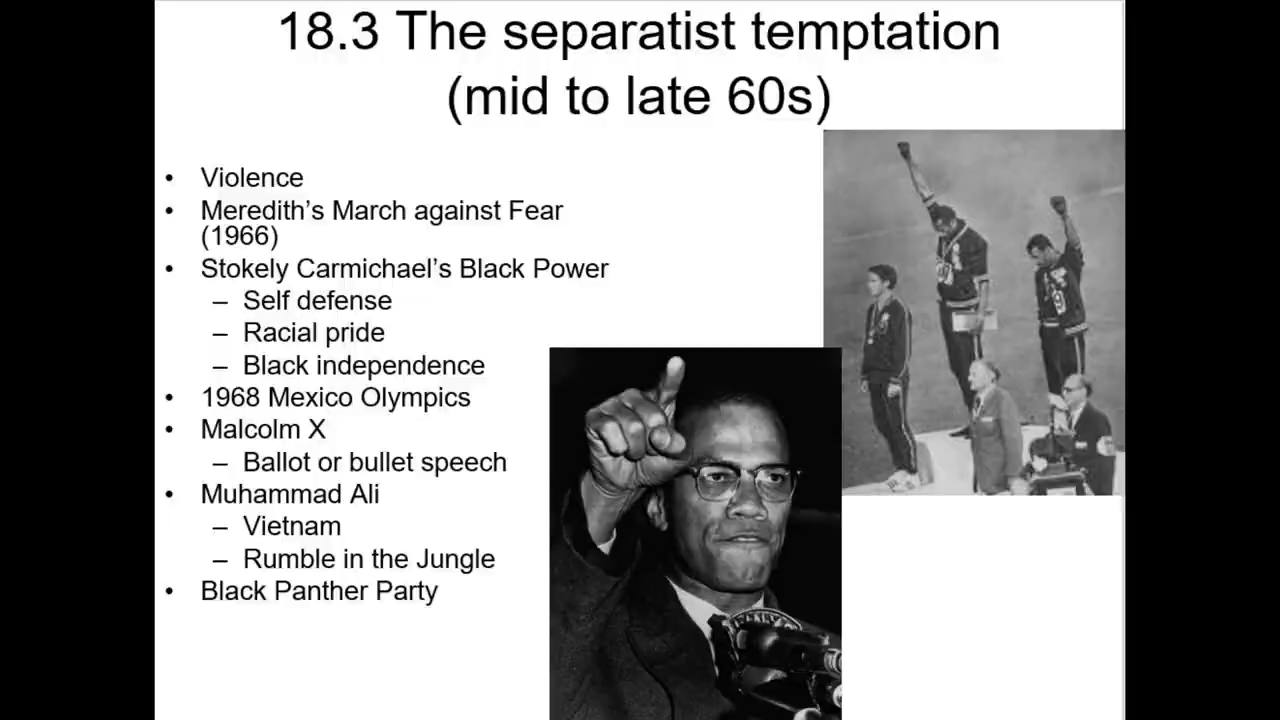 18.3 The separatist temptation
(mid to late 60s)
• Violence
• Meredith's March against Fear
(1966)
• Stokely Carmichael's Black Power
– Self defense
– Racial pride
– Black independence
• 1968 Mexico Olympics
• Malcolm X
– Ballot or bullet speech
• Muhammad Ali
– Vietnam
– Rumble in the Jungle
• Black Panther Party